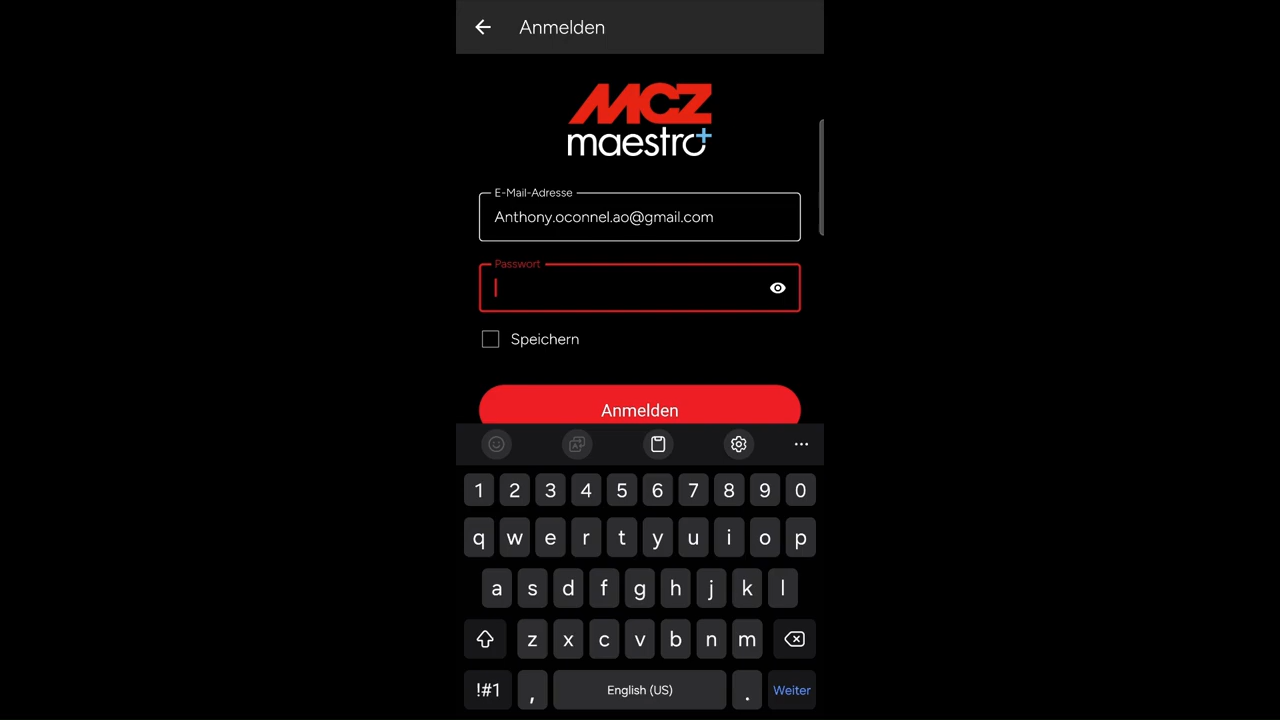 Anmelden
MCZ
maestro+
E-Mail-Adresse
Anthony.oconnel.ao@gmail.com
Passwort
Speichern
Anmelden
1 2 3 4 5 6 7 8 9 0
q w e r t y u i o p
a s d f g h j k l
z x c v b n m
!#1 , English (US) . Weiter